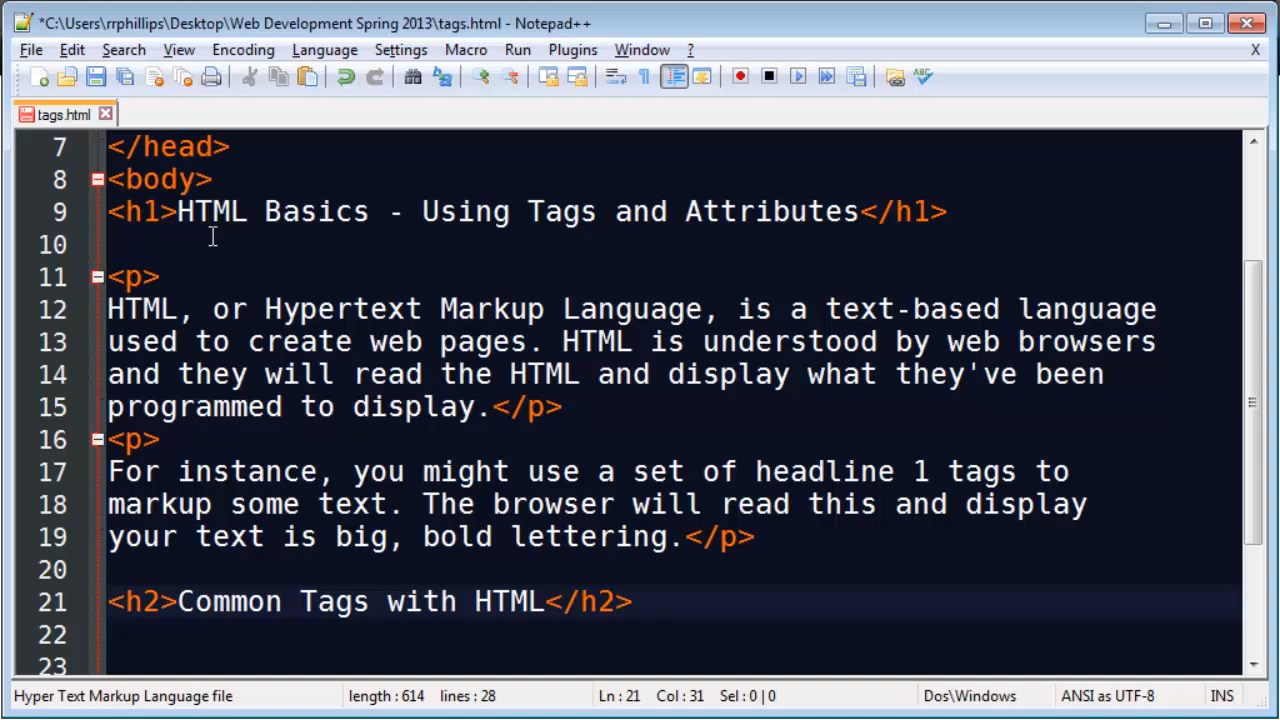 *C:\Users\rrphillips\Desktop\Web Development Spring 2013\tags.html - Notepad++
File Edit Search View Encoding Language Settings Macro Run Plugins Window ? X
tags.html
7 </head>
8 <body>
9 <h1>HTML Basics - Using Tags and Attributes</h1>
10
11 <p>
12 HTML, or Hypertext Markup Language, is a text-based language
13 used to create web pages. HTML is understood by web browsers
14 and they will read the HTML and display what they've been
15 programmed to display.</p>
16 <p>
17 For instance, you might use a set of headline 1 tags to
18 markup some text. The browser will read this and display
19 your text is big, bold lettering.</p>
20
21 <h2>Common Tags with HTML</h2>
22
23
Hyper Text Markup Language file length : 614 lines : 28 Ln : 21 Col : 31 Sel : 0 | 0 Dos\Windows ANSI as UTF-8 INS